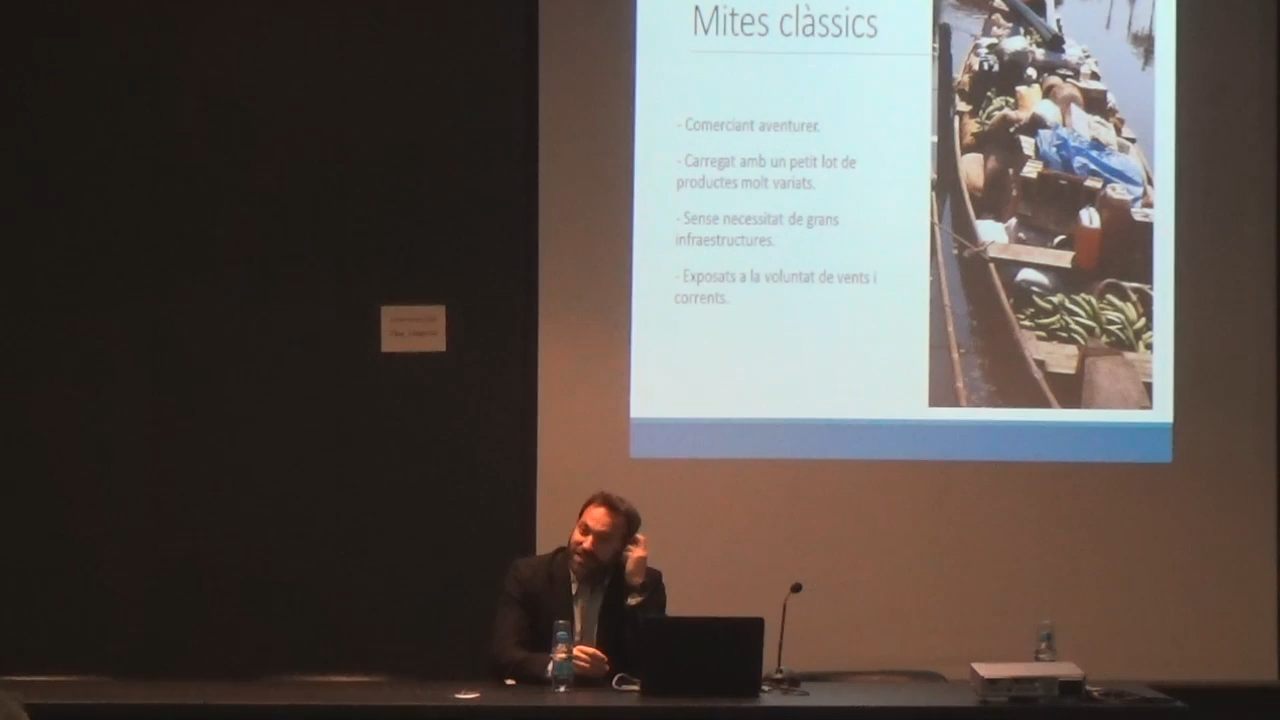 Mites clàssics
- Comerciant aventurer.
- Carregat amb un petit lot de
productes molt variats.
- Sense necessitat de grans
infraestructures.
- Exposats a la voluntat de vents i
corrents.